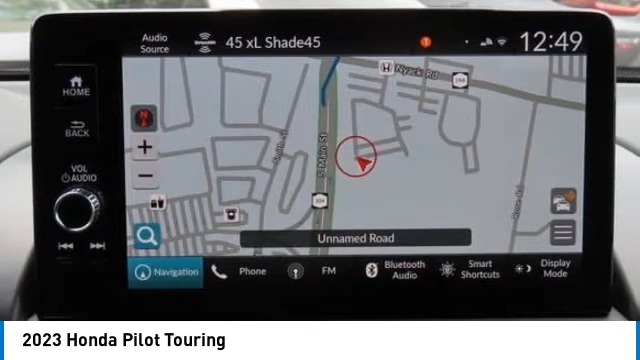 Audio
Source
45 xL Shade45
12:49
HOME
BACK
VOL
AUDIO
N
Nyack Rd
S Main St
304
Unnamed Road
Navigation
Phone
FM
Bluetooth
Audio
Smart
Shortcuts
Display
Mode
2023 Honda Pilot Touring